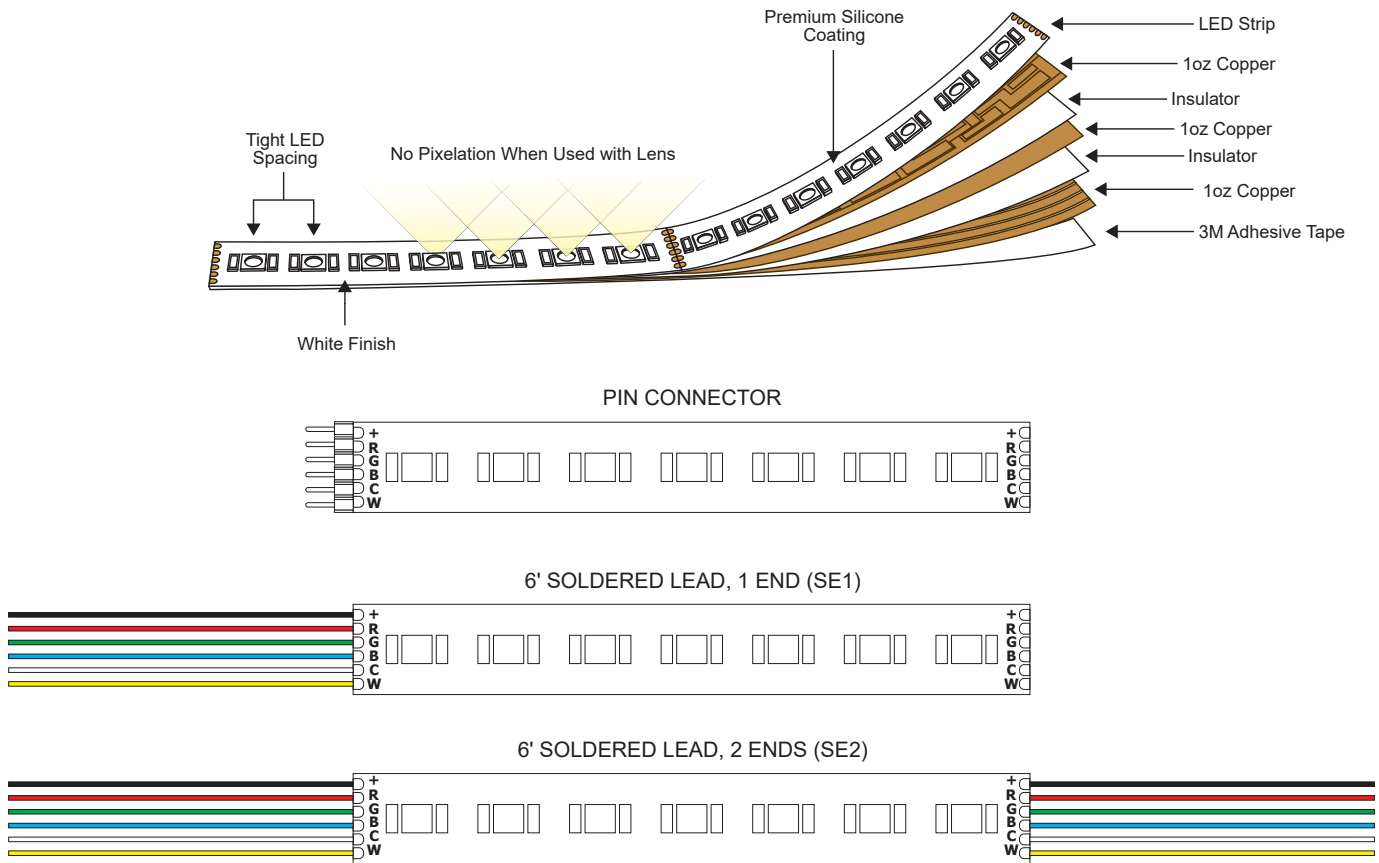 Premium Silicone
Coating
LED Strip
1oz Copper
Insulator
1oz Copper
Insulator
1oz Copper
3M Adhesive Tape
Tight LED
Spacing
No Pixelation When Used with Lens
White Finish
PIN CONNECTOR
+ +
R R
G G
B B
C C
W W
6' SOLDERED LEAD, 1 END (SE1)
+ +
R R
G G
B B
C C
W W
6' SOLDERED LEAD, 2 ENDS (SE2)
+ +
R R
G G
B B
C C
W W